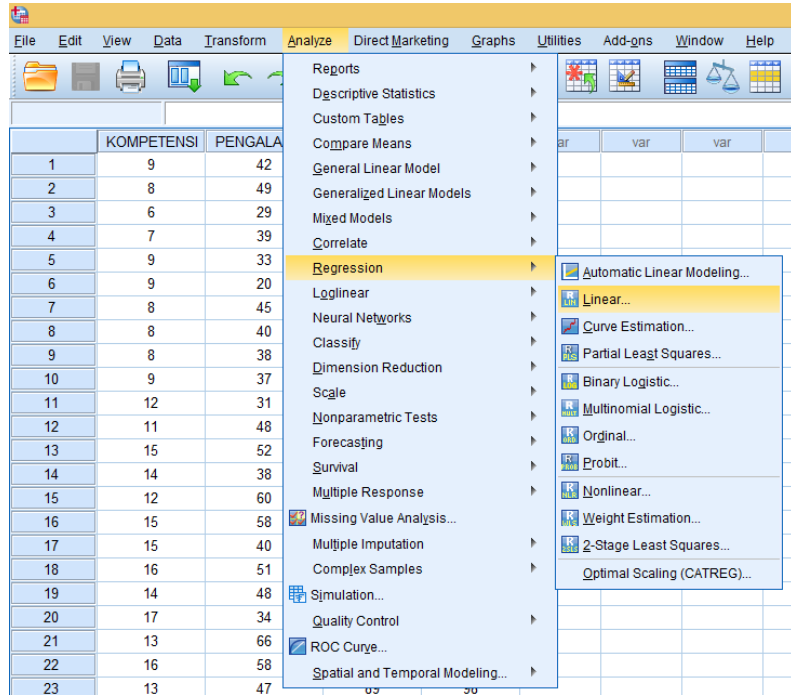 File Edit View Data Transform Analyze Direct Marketing Graphs Utilities Add-ons Window Help
KOMPETENSI PENGALA ar var var
1 9 42
2 8 49
3 6 29
4 7 39
5 9 33
6 9 20
7 8 45
8 8 40
9 8 38
10 9 37
11 12 31
12 11 48
13 15 52
14 14 38
15 12 60
16 15 58
17 15 40
18 16 51
19 14 48
20 17 34
21 13 66
22 16 58
23 13 47 69 98
Reports
Descriptive Statistics
Custom Tables
Compare Means
General Linear Model
Generalized Linear Models
Mixed Models
Correlate
Regression
Loglinear
Neural Networks
Classify
Dimension Reduction
Scale
Nonparametric Tests
Forecasting
Survival
Multiple Response
Missing Value Analysis...
Multiple Imputation
Complex Samples
Simulation...
Quality Control
ROC Curve...
Spatial and Temporal Modeling...
Automatic Linear Modeling...
Linear...
Curve Estimation...
Partial Least Squares...
Binary Logistic...
Multinomial Logistic...
Ordinal...
Probit...
Nonlinear...
Weight Estimation...
2-Stage Least Squares...
Optimal Scaling (CATREG)...